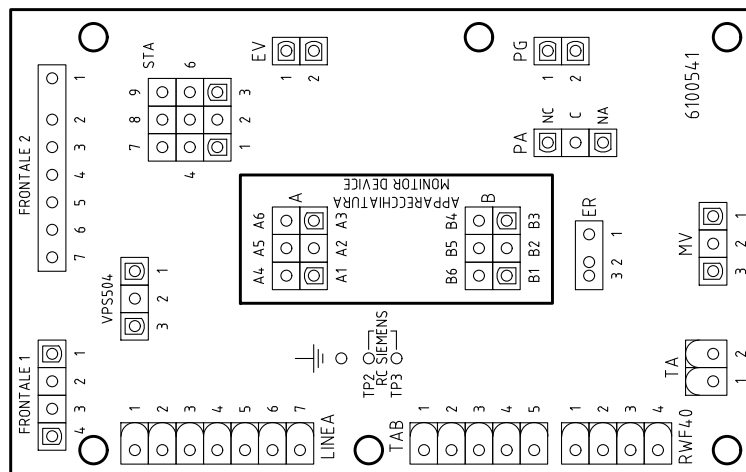 FRONTALE 2
1 2 3 4 5 6 7
STA
9 6 3
8 2
7 4 1
EV
1 2
PG
1 2
PA
NC C NA
6100541
APPARECCHIATURA
MONITOR DEVICE
A
A6 A3
A5 A2
A4 A1
B
B4 B3
B5 B2
B6 B1
ER
1
3 2
MV
1
2
3
VPS504
1
2
3
FRONTALE 1
1
2
3
4
TP2
RC SIEMENS
TP3
TA
1 2
LINEA
1 2 3 4 5 6 7
TAB
1 2 3 4 5
RWF40
1 2 3 4